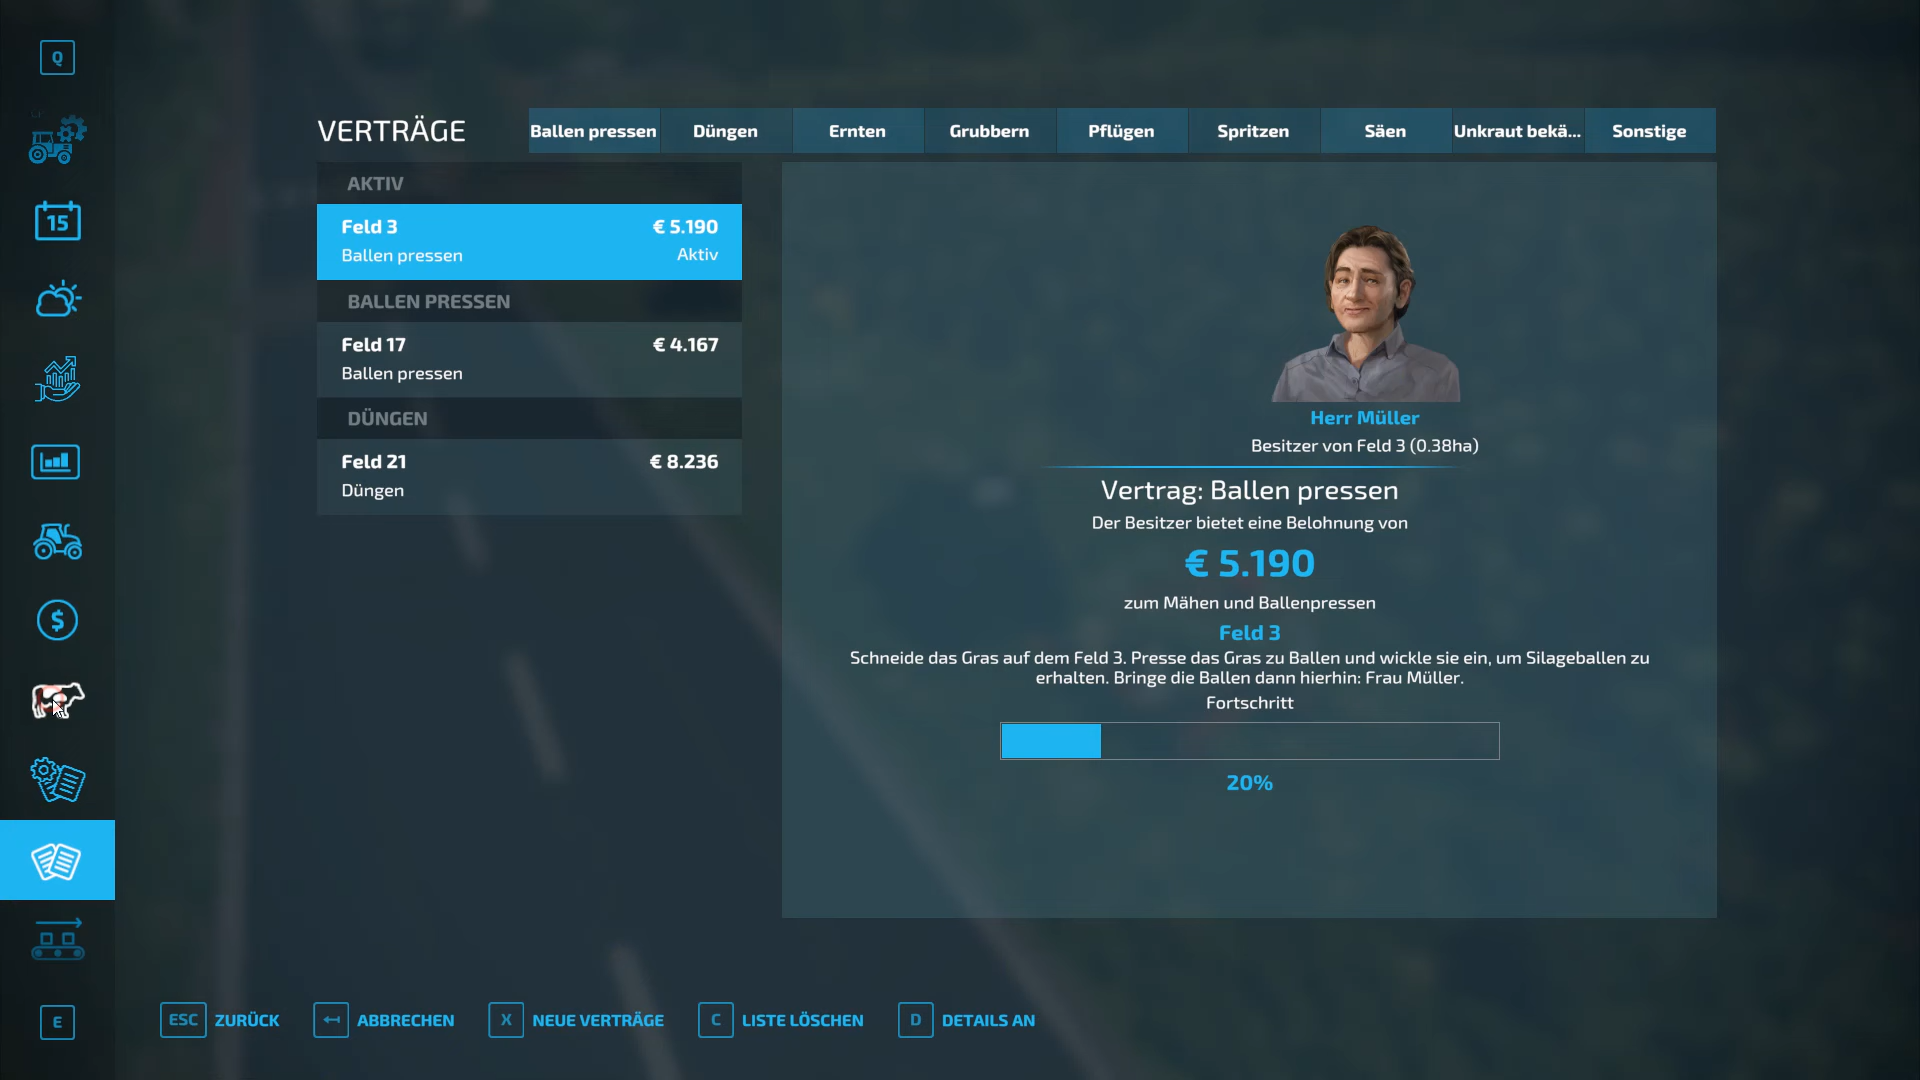 Q
15
$
E
VERTRÄGE
Ballen pressen
Düngen
Ernten
Grubbern
Pflügen
Spritzen
Säen
Unkraut bekä...
Sonstige
AKTIV
Feld 3 € 5.190
Ballen pressen Aktiv
BALLEN PRESSEN
Feld 17 € 4.167
Ballen pressen
DÜNGEN
Feld 21 € 8.236
Düngen
Herr Müller
Besitzer von Feld 3 (0.38ha)
Vertrag: Ballen pressen
Der Besitzer bietet eine Belohnung von
€ 5.190
zum Mähen und Ballenpressen
Feld 3
Schneide das Gras auf dem Feld 3. Presse das Gras zu Ballen und wickle sie ein, um Silageballen zu
erhalten. Bringe die Ballen dann hierhin: Frau Müller.
Fortschritt
20%
ESC ZURÜCK
ABBRECHEN
X NEUE VERTRÄGE
C LISTE LÖSCHEN
D DETAILS AN